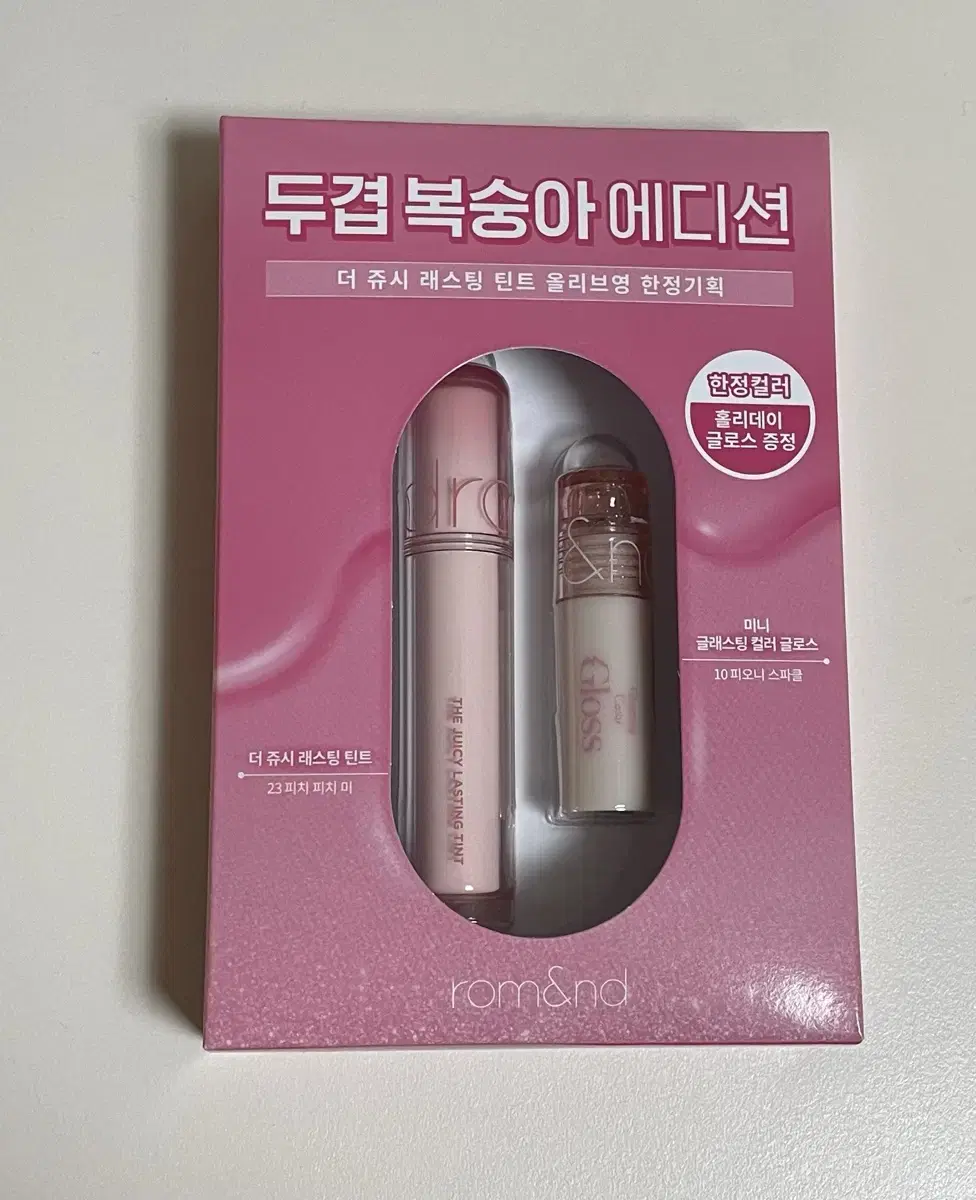 두겹 복숭아 에디션
더 쥬시 래스팅 틴트 올리브영 한정기획
한정컬러
홀리데이
글로스 증정
&n
미니
글래스팅 컬러 글로스
10 피오니 스파클
Color
Gloss
THE JUICY LASTING TINT
더 쥬시 래스팅 틴트
23 피치 피치 미
rom&nd